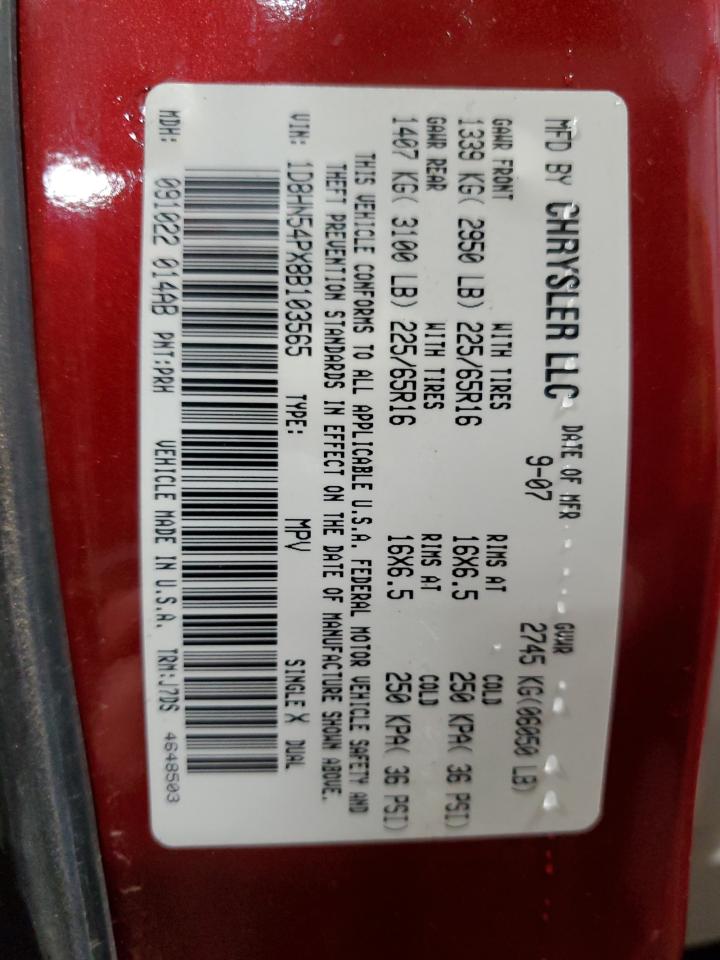 MFD BY CHRYSLER LLC DATE OF MFR GVWR
9-07 2745 KG(06050 LB)
GAWR FRONT WITH TIRES RIMS AT COLD
1339 KG( 2950 LB) 225/65R16 16X6.5 250 KPA( 36 PSI)
GAWR REAR WITH TIRES RIMS AT COLD
1407 KG( 3100 LB) 225/65R16 16X6.5 250 KPA( 36 PSI)
THIS VEHICLE CONFORMS TO ALL APPLICABLE U.S.A. FEDERAL MOTOR VEHICLE SAFETY AND
THEFT PREVENTION STANDARDS IN EFFECT ON THE DATE OF MANUFACTURE SHOWN ABOVE.
VIN: 1D8HN54PX8B103565 TYPE: MPV SINGLE X DUAL
MDH: 091022 014AB PNT:PRH VEHICLE MADE IN U.S.A. TRM:J7DS 4648503